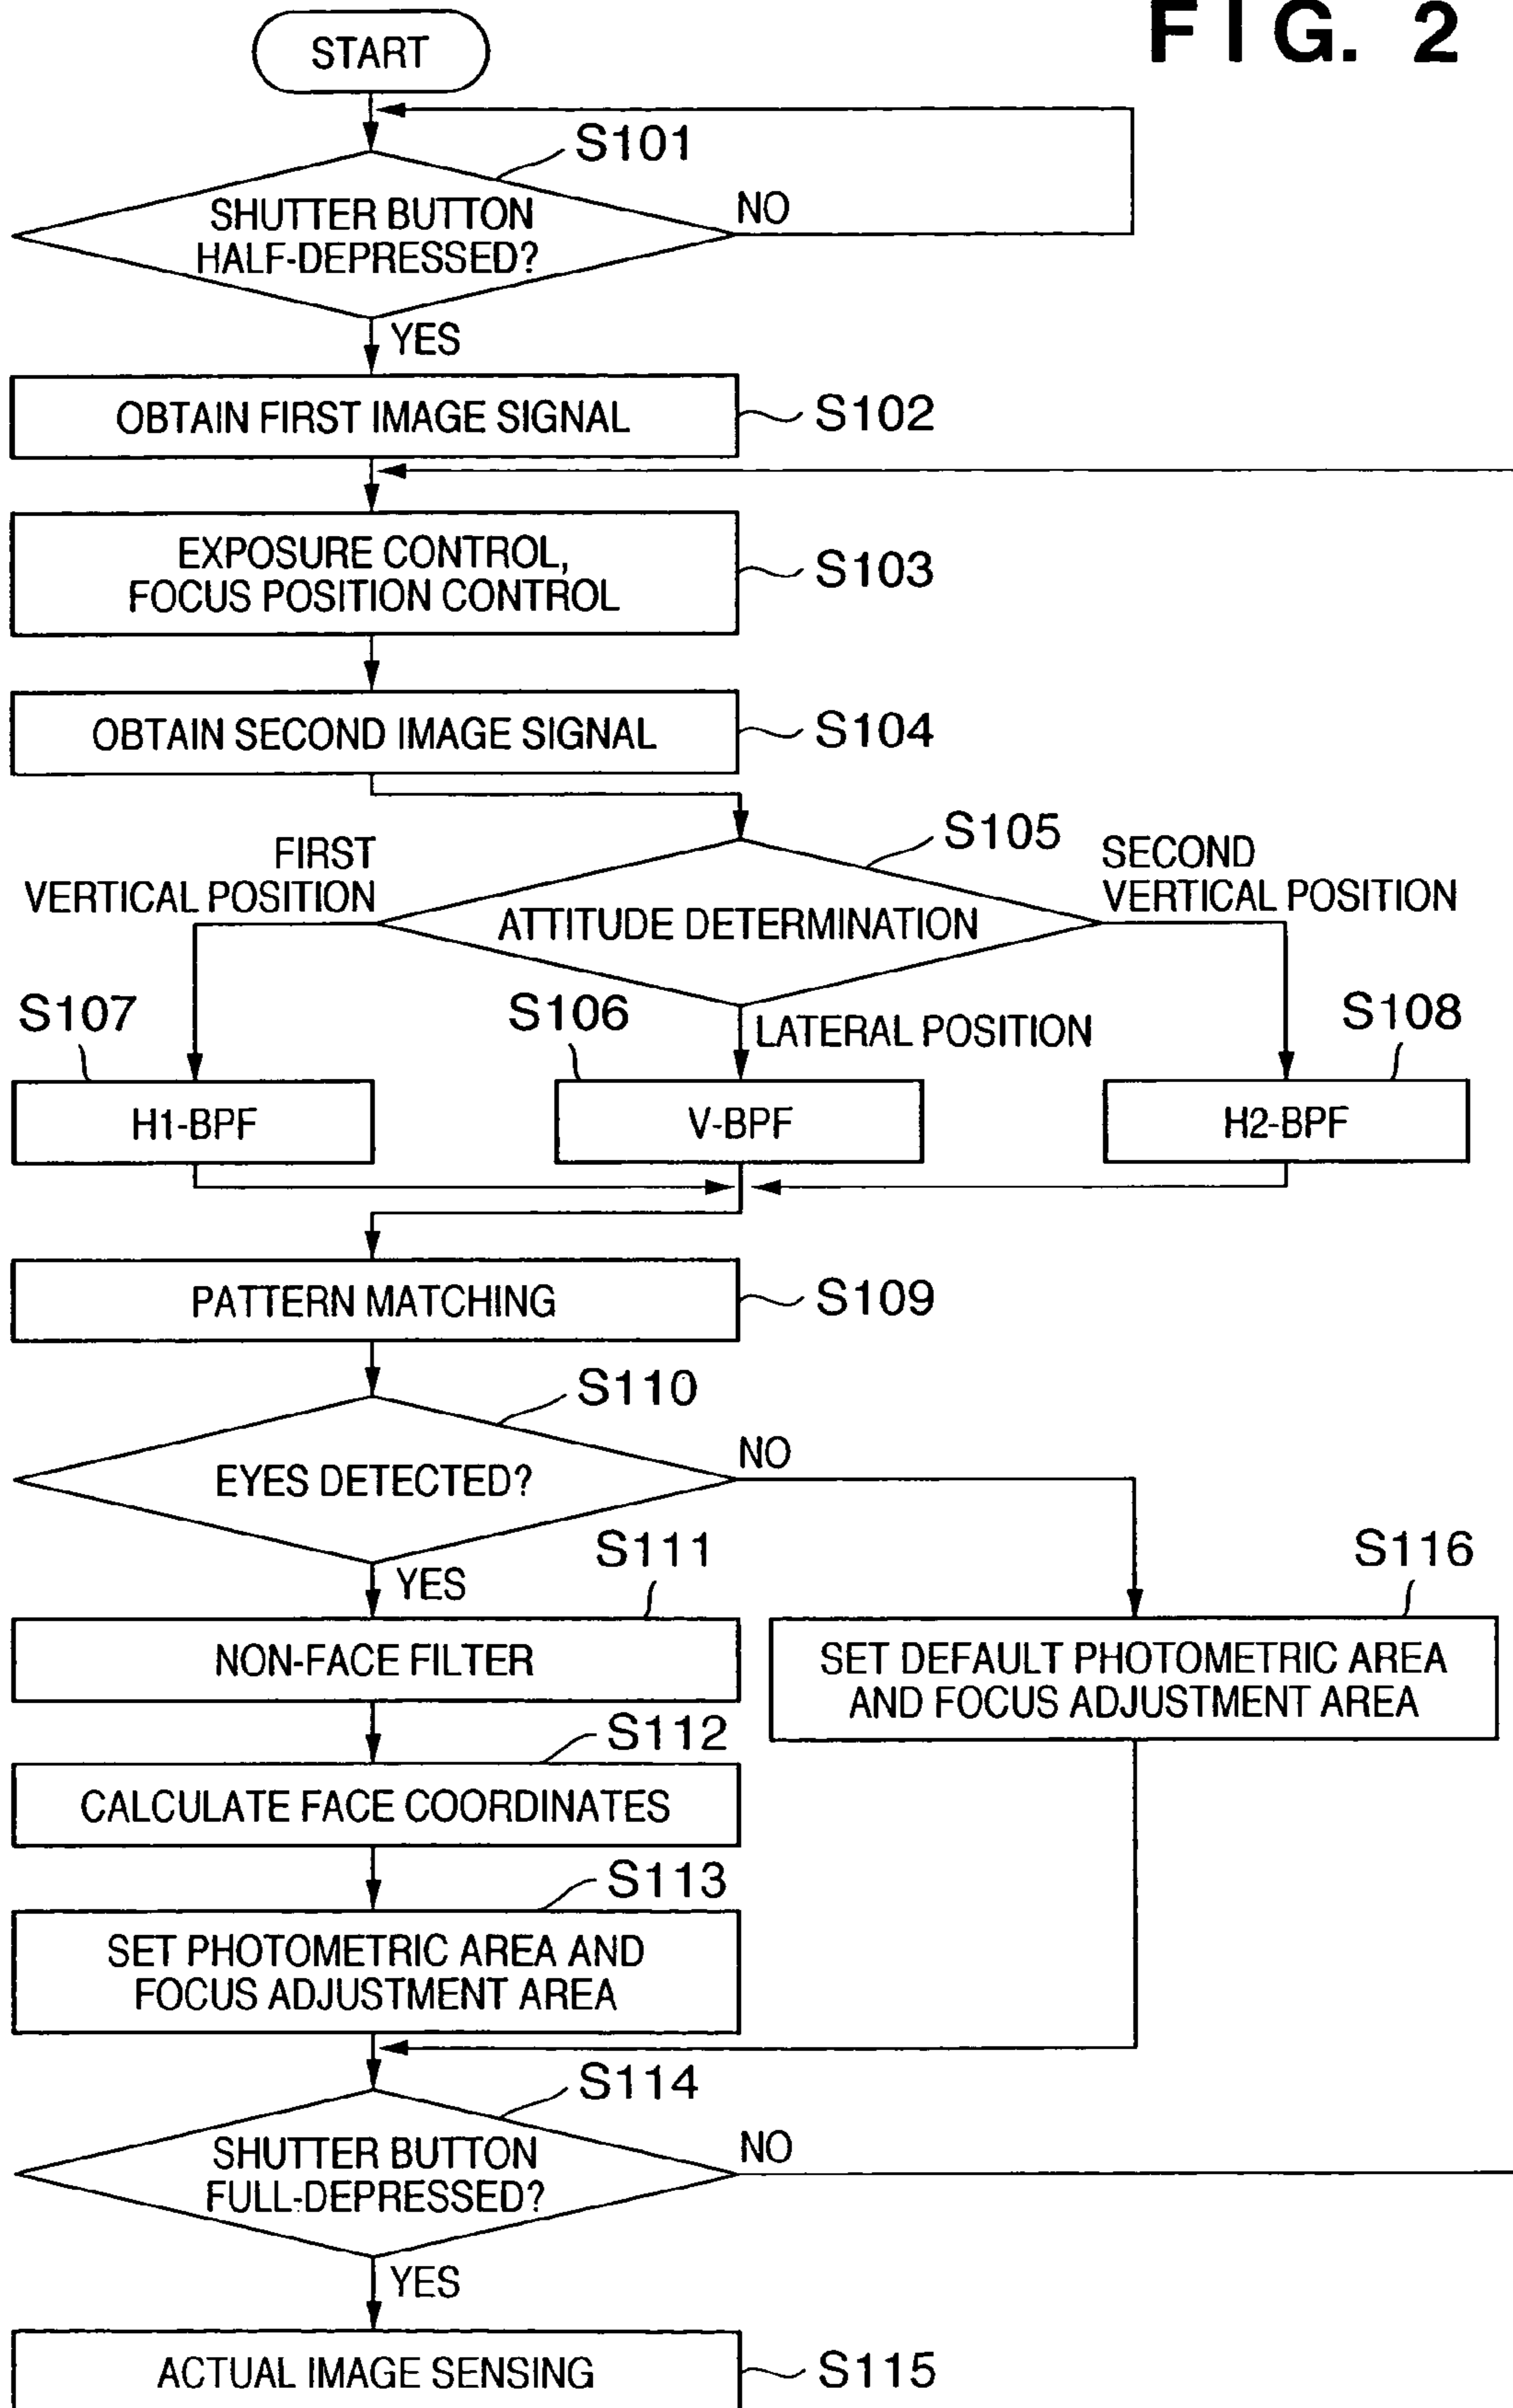 FIG. 2
START
S101
SHUTTER BUTTON
HALF-DEPRESSED?
NO
YES
OBTAIN FIRST IMAGE SIGNAL
S102
EXPOSURE CONTROL,
FOCUS POSITION CONTROL
S103
OBTAIN SECOND IMAGE SIGNAL
S104
S105
FIRST
VERTICAL POSITION
ATTITUDE DETERMINATION
SECOND
VERTICAL POSITION
LATERAL POSITION
S107
S106
S108
H1-BPF
V-BPF
H2-BPF
PATTERN MATCHING
S109
S110
EYES DETECTED?
NO
YES
S111
NON-FACE FILTER
S116
SET DEFAULT PHOTOMETRIC AREA
AND FOCUS ADJUSTMENT AREA
S112
CALCULATE FACE COORDINATES
S113
SET PHOTOMETRIC AREA AND
FOCUS ADJUSTMENT AREA
S114
SHUTTER BUTTON
FULL-DEPRESSED?
NO
YES
ACTUAL IMAGE SENSING
S115